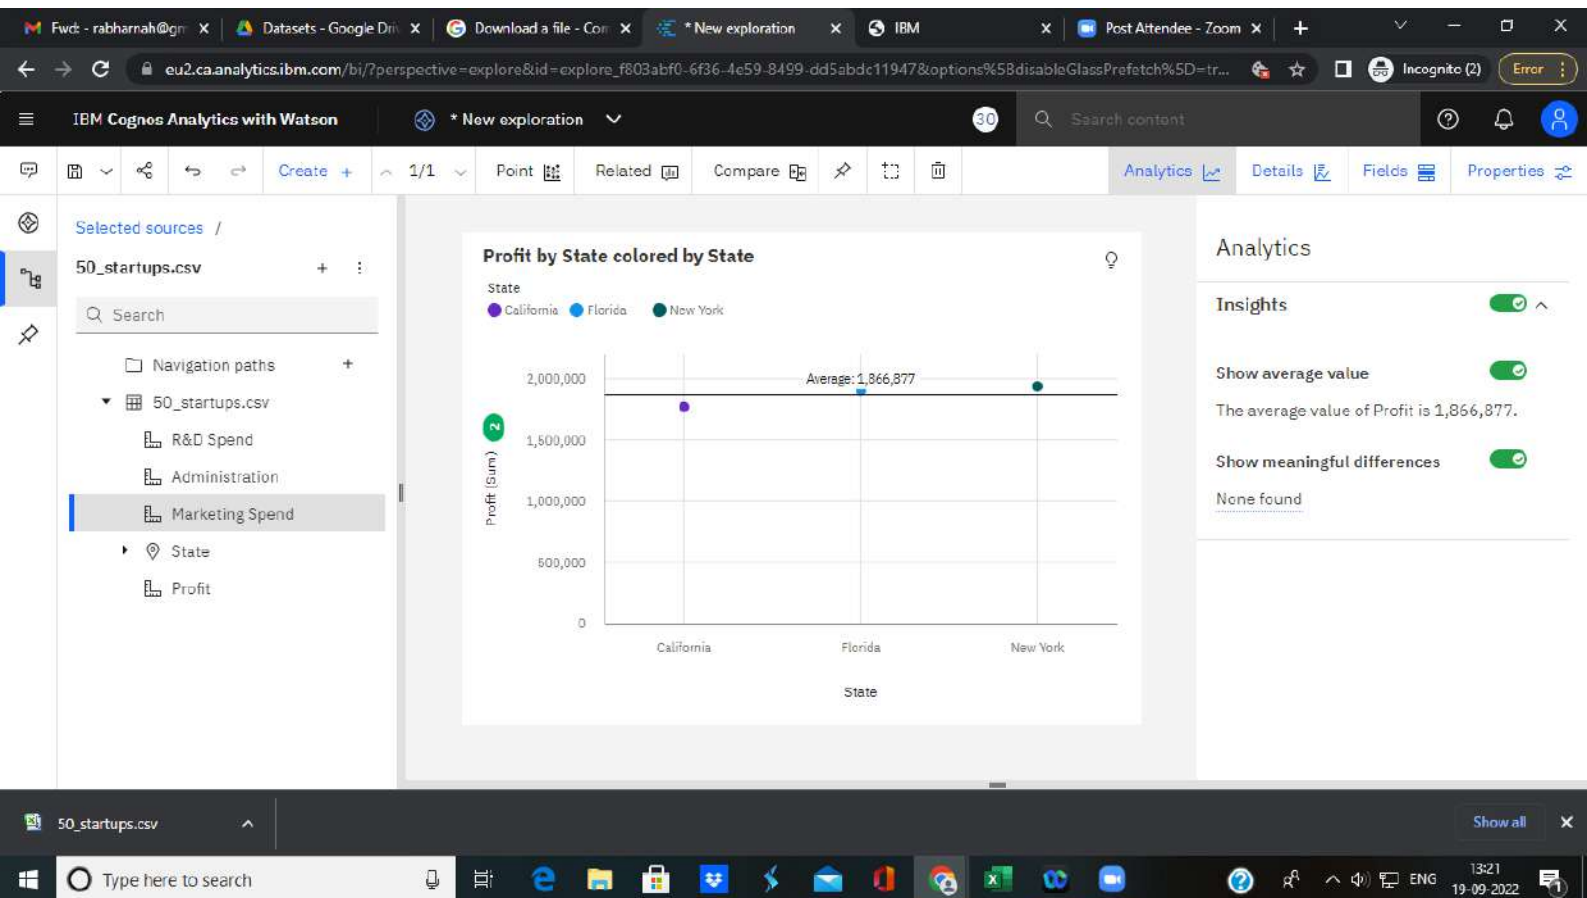 Fwd: - rabharnah@gm
Datasets - Google Driv
Download a file - Com
* New exploration
IBM
Post Attendee - Zoom
eu2.ca.analytics.ibm.com/bi/?perspective=explore&id=explore_f803abf0-6f36-4e59-8499-dd5abdc11947&options%5BdisableGlassPrefetch%5D=tr...
Incognito (2)
Error
IBM Cognos Analytics with Watson
* New exploration
30
Search content
Create +
1/1
Point
Related
Compare
Analytics
Details
Fields
Properties
Selected sources /
50_startups.csv
Search
Navigation paths
50_startups.csv
R&D Spend
Administration
Marketing Spend
State
Profit
Profit by State colored by State
State
California
Florida
New York
2,000,000
1,500,000
1,000,000
500,000
0
Average: 1,866,877
Profit (Sum)
2
California
Florida
New York
State
Analytics
Insights
Show average value
The average value of Profit is 1,866,877.
Show meaningful differences
None found
50_startups.csv
Show all
Type here to search
ENG
13:21
19-09-2022
1